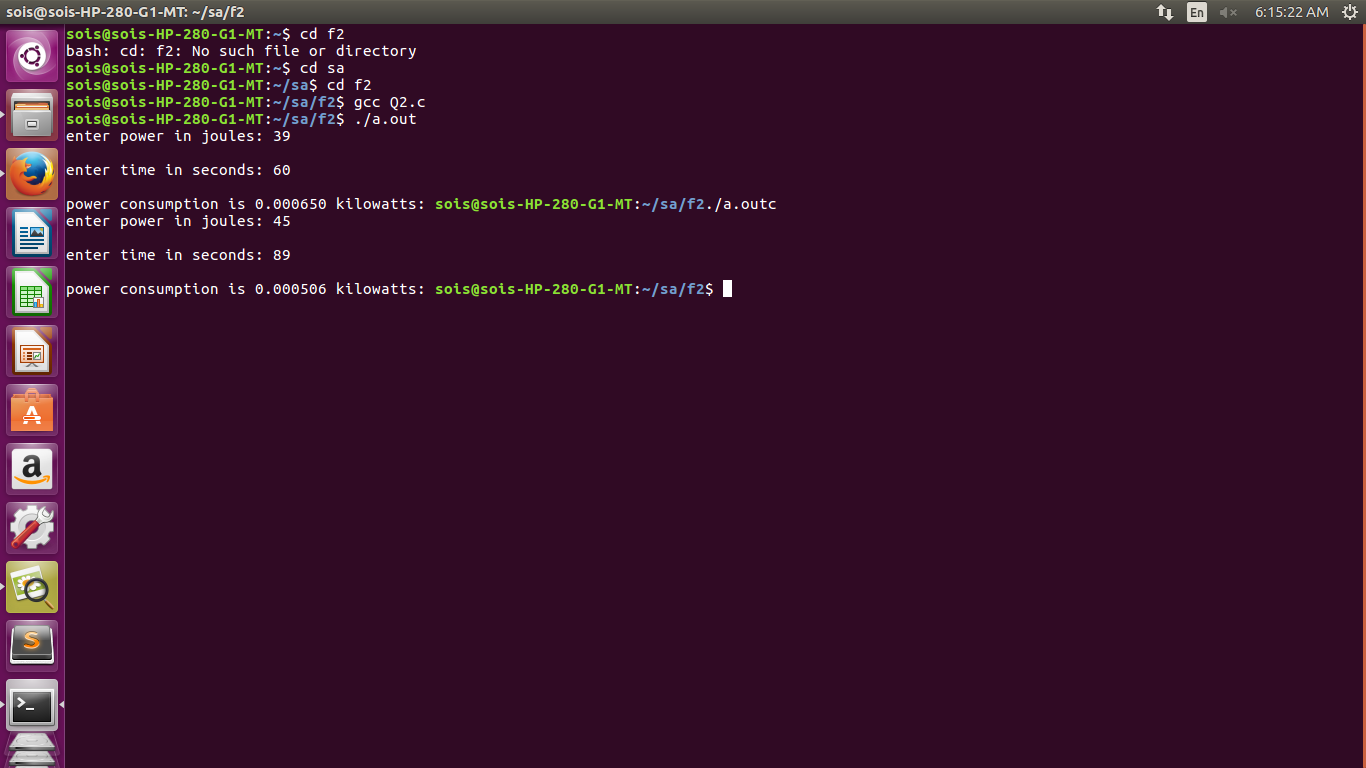 sois@sois-HP-280-G1-MT: ~/sa/f2
En
6:15:22 AM
sois@sois-HP-280-G1-MT:~$ cd f2
bash: cd: f2: No such file or directory
sois@sois-HP-280-G1-MT:~$ cd sa
sois@sois-HP-280-G1-MT:~/sa$ cd f2
sois@sois-HP-280-G1-MT:~/sa/f2$ gcc Q2.c
sois@sois-HP-280-G1-MT:~/sa/f2$ ./a.out
enter power in joules: 39
enter time in seconds: 60
power consumption is 0.000650 kilowatts: sois@sois-HP-280-G1-MT:~/sa/f2./a.outc
enter power in joules: 45
enter time in seconds: 89
power consumption is 0.000506 kilowatts: sois@sois-HP-280-G1-MT:~/sa/f2$
A
a
S
>_